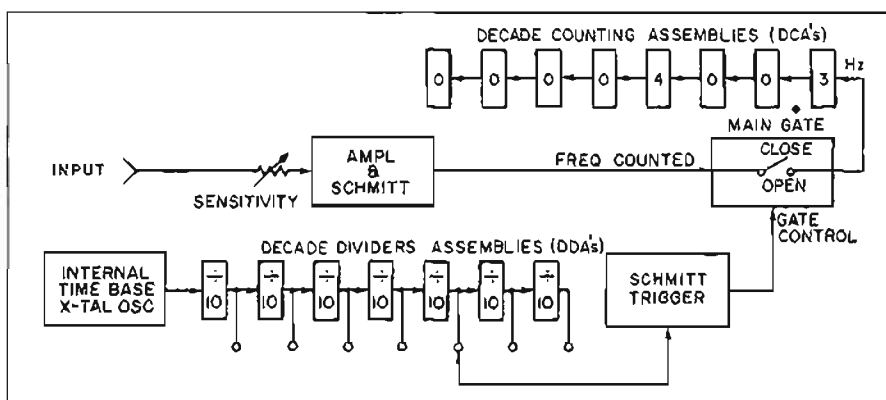 DECADE COUNTING ASSEMBLIES (DCA's)
0 0 0 0 4 0 0 3 Hz
MAIN GATE
INPUT
SENSITIVITY
AMPL
&
SCHMITT
FREQ COUNTED
CLOSE
OPEN
GATE
CONTROL
DECADE DIVIDERS ASSEMBLIES (DDA's)
INTERNAL
TIME BASE
X-TAL OSC
÷ ÷ ÷ ÷ ÷ ÷ ÷
10 10 10 10 10 10 10
SCHMITT
TRIGGER